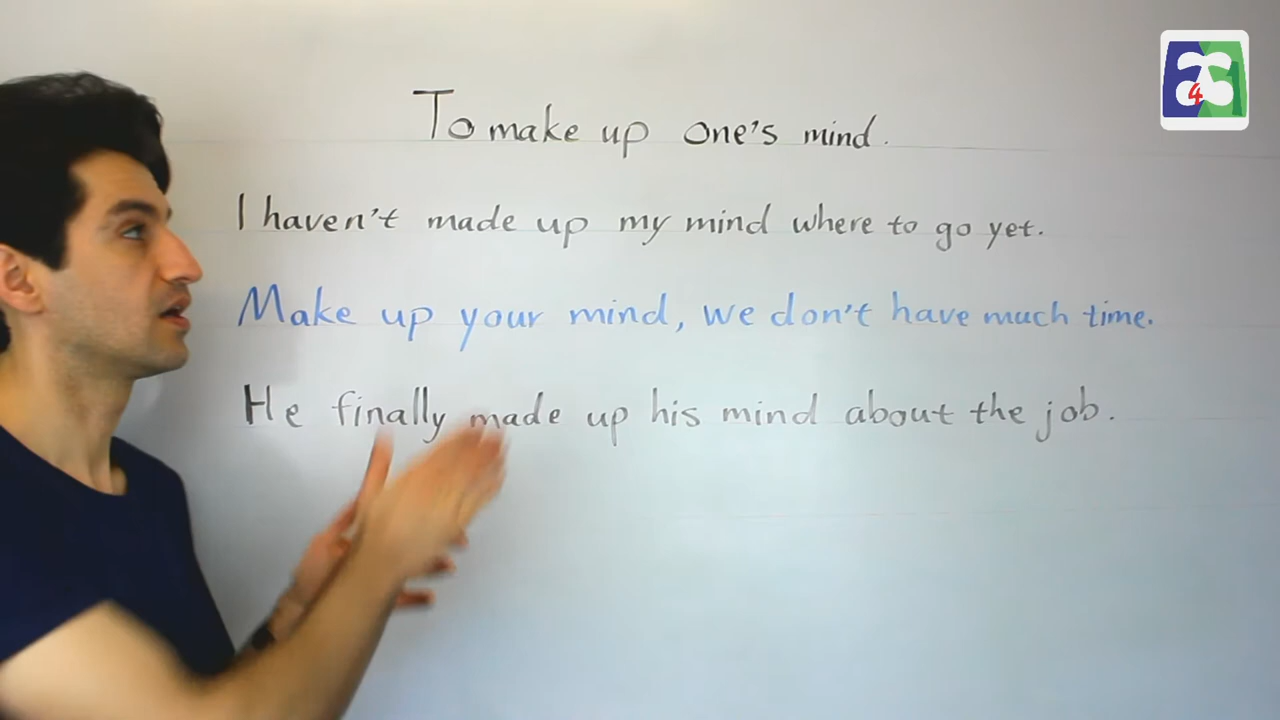 To make up one's mind.
I haven't made up my mind where to go yet.
Make up your mind, we don't have much time.
He finally made up his mind about the job.